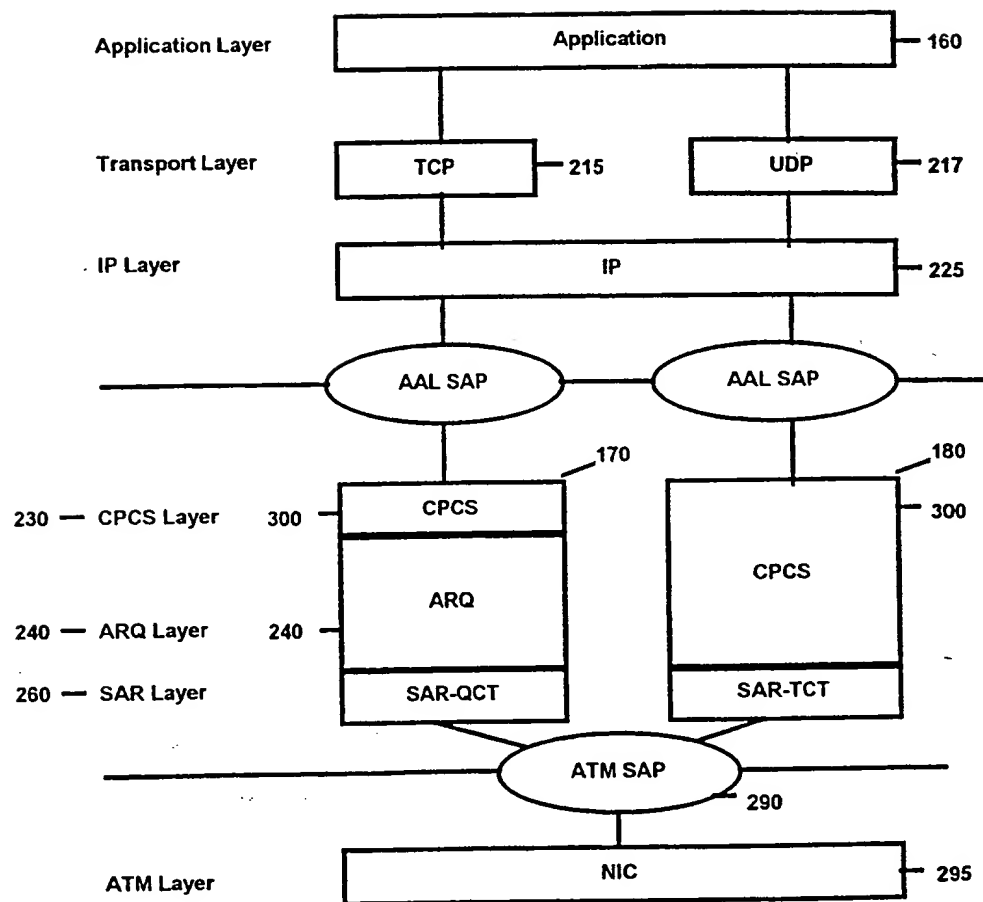 Application Layer Application 160
Transport Layer TCP 215 UDP 217
IP Layer IP 225
AAL SAP AAL SAP
170 180
230 CPCS Layer 300 CPCS 300
CPCS
ARQ
240 ARQ Layer 240
260 SAR Layer SAR-QCT SAR-TCT
ATM SAP
290
NIC 295
ATM Layer